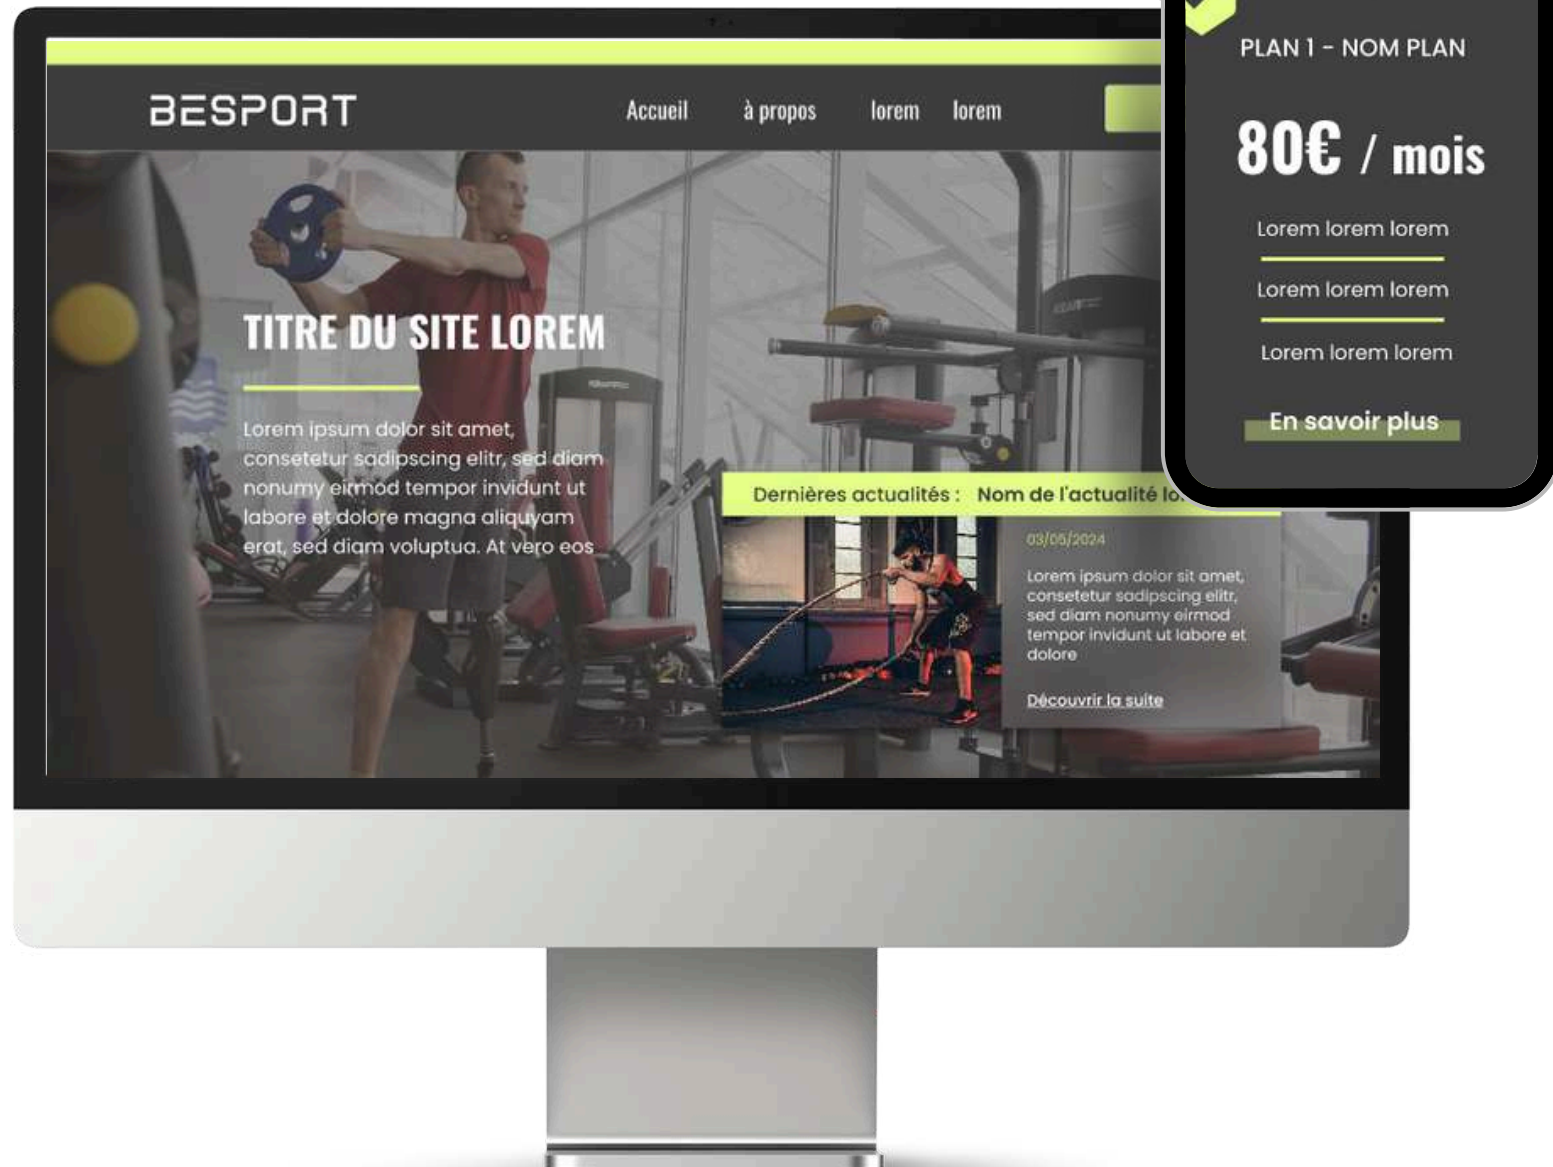 BESPORT
Accueil à propos lorem lorem
TITRE DU SITE LOREM
Lorem ipsum dolor sit amet,
consetetur sadipscing elitr, sed diam
nonumy eirmod tempor invidunt ut
labore et dolore magna aliquyam
erat, sed diam voluptua. At vero eos
Dernières actualités : Nom de l'actualité
03/05/2024
Lorem ipsum dolor sit amet,
consetetur sadipscing elitr,
sed diam nonumy eirmod
tempor invidunt ut labore et
dolore
Découvrir la suite
PLAN 1 - NOM PLAN
80€ / mois
Lorem lorem lorem
Lorem lorem lorem
Lorem lorem lorem
En savoir plus